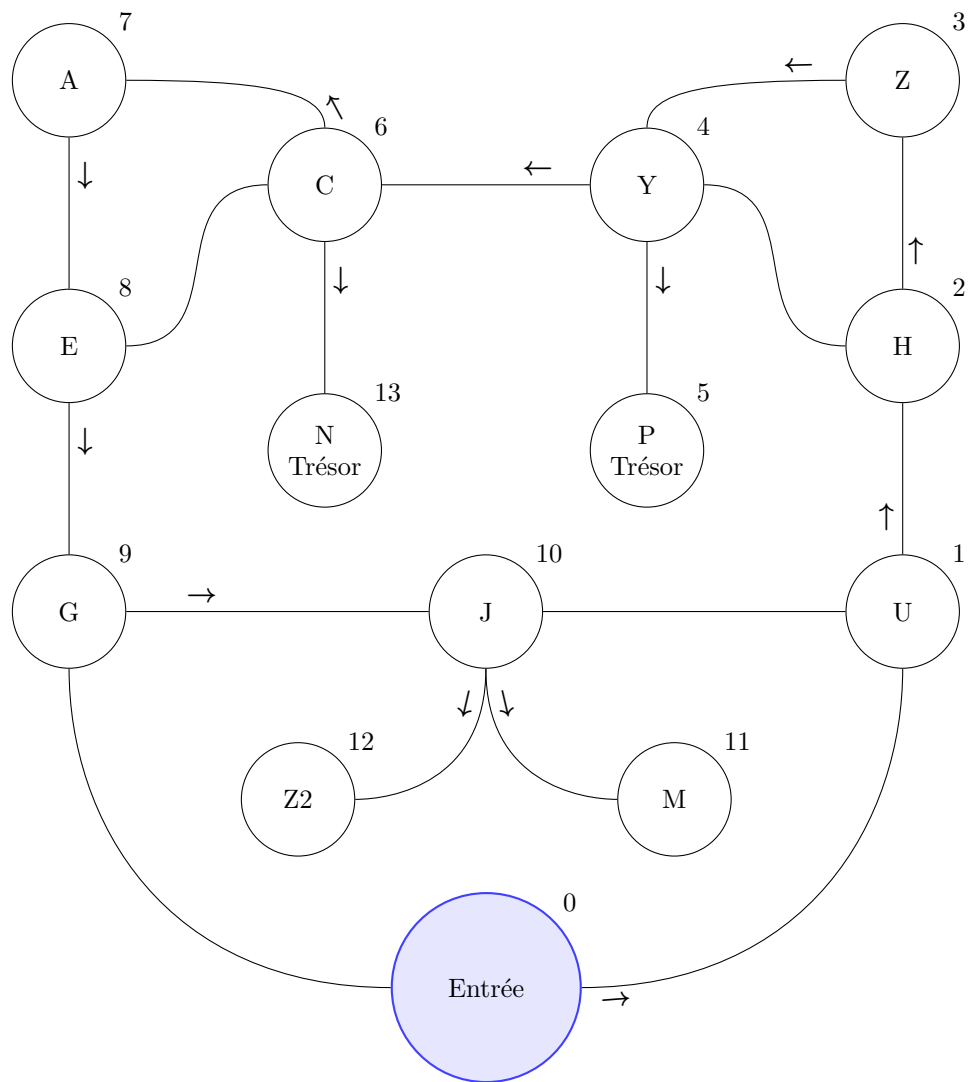 7
3
A
Z
←
↑
6
4
C
Y
←
↓
↑
8
2
↓
↓
E
H
13
5
↓
N
Trésor
P
Trésor
↑
9
10
1
→
G
J
U
↓
↓
12
11
Z2
M
0
Entrée
→